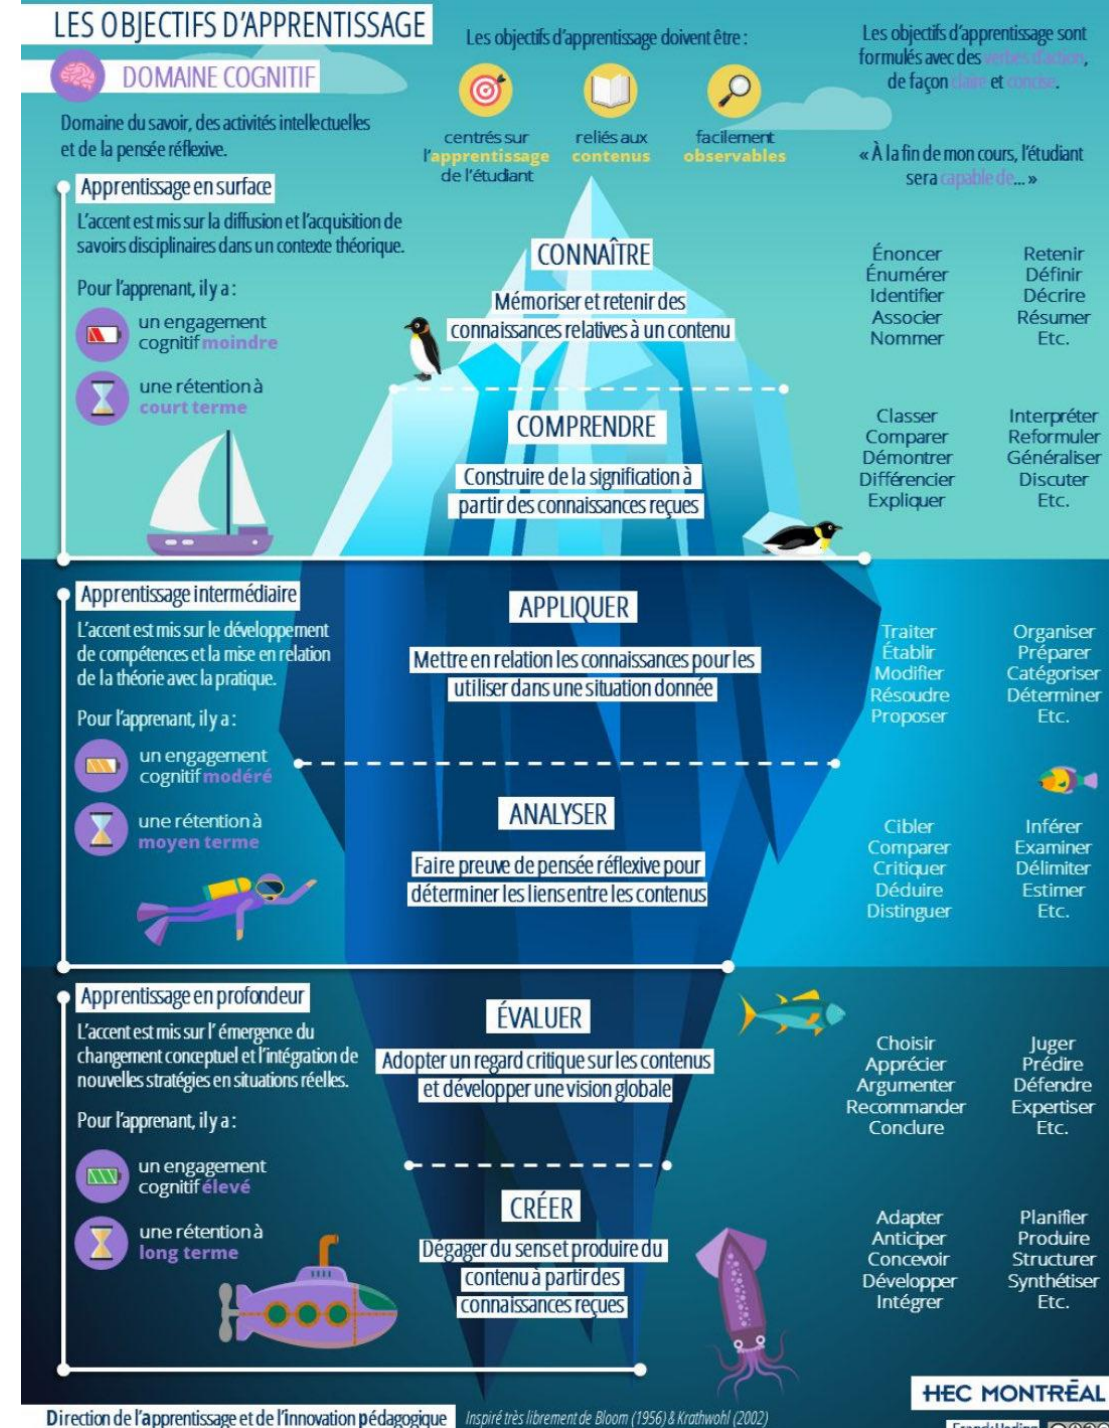 LES OBJECTIFS D'APPRENTISSAGE
DOMAINE COGNITIF
Domaine du savoir, des activités intellectuelles
et de la pensée réflexive.
Les objectifs d'apprentissage doivent être :
centrés sur
l'apprentissage
de l'étudiant
reliés aux
contenus
facilement
observables
Les objectifs d'apprentissage sont
formulés avec des verbes d'action,
de façon claire et concise.
« À la fin de mon cours, l'étudiant
sera capable de... »
Apprentissage en surface
L'accent est mis sur la diffusion et l'acquisition de
savoirs disciplinaires dans un contexte théorique.
Pour l'apprenant, il y a :
un engagement
cognitif moindre
une rétention à
court terme
CONNAÎTRE
Mémoriser et retenir des
connaissances relatives à un contenu
Énoncer
Énumérer
Identifier
Associer
Nommer
Retenir
Définir
Décrire
Résumer
Etc.
COMPRENDRE
Construire de la signification à
partir des connaissances reçues
Classer
Comparer
Démontrer
Différencier
Expliquer
Interpréter
Reformuler
Généraliser
Discuter
Etc.
Apprentissage intermédiaire
L'accent est mis sur le développement
de compétences et la mise en relation
de la théorie avec la pratique.
Pour l'apprenant, il y a :
un engagement
cognitif modéré
une rétention à
moyen terme
APPLIQUER
Mettre en relation les connaissances pour les
utiliser dans une situation donnée
Traiter
Établir
Modifier
Résoudre
Proposer
Organiser
Préparer
Catégoriser
Déterminer
Etc.
ANALYSER
Faire preuve de pensée réflexive pour
déterminer les liens entre les contenus
Cibler
Comparer
Critiquer
Déduire
Distinguer
Inférer
Examiner
Délimiter
Estimer
Etc.
Apprentissage en profondeur
L'accent est mis sur l' émergence du
changement conceptuel et l'intégration de
nouvelles stratégies en situations réelles.
Pour l'apprenant, il y a :
un engagement
cognitif élevé
une rétention à
long terme
ÉVALUER
Adopter un regard critique sur les contenus
et développer une vision globale
Choisir
Apprécier
Argumenter
Recommander
Conclure
Juger
Prédire
Défendre
Expertiser
Etc.
CRÉER
Dégager du sens et produire du
contenu à partir des
connaissances reçues
Adapter
Anticiper
Concevoir
Développer
Intégrer
Planifier
Produire
Structurer
Synthétiser
Etc.
HEC MONTRÉAL
Direction de l'apprentissage et de l'innovation pédagogique
Inspiré très librement de Bloom (1956) & Krathwohl (2002)